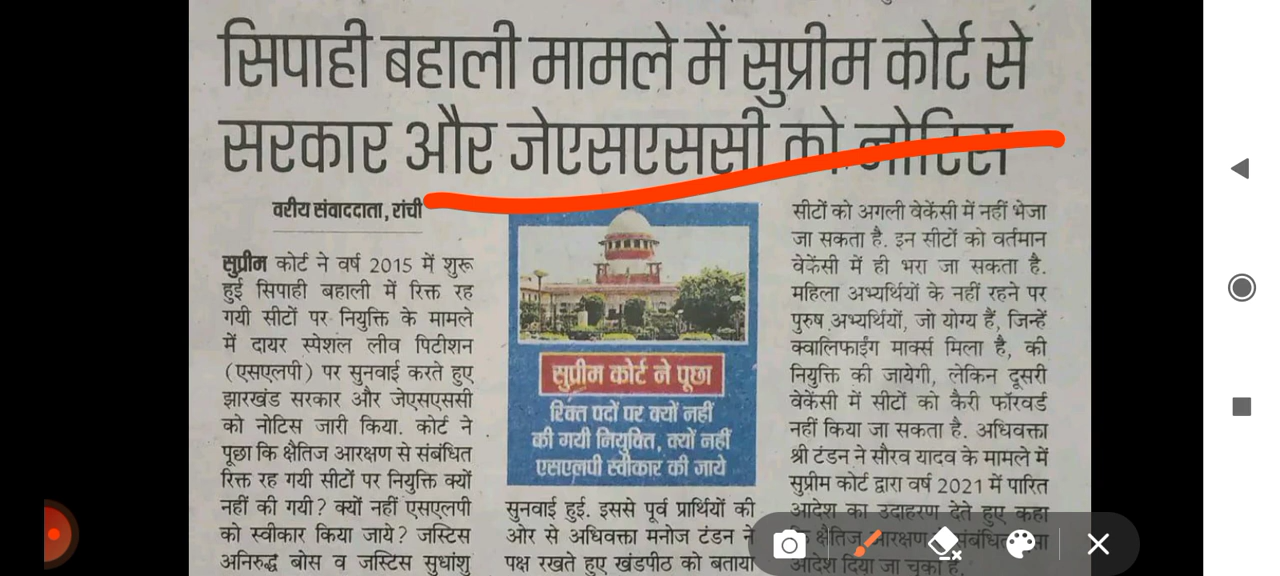 सिपाही बहाली मामले में सुप्रीम कोर्ट से
सरकार और जेएसएससी को नोटिस
वरीय संवाददाता, रांची
सुप्रीम कोर्ट ने वर्ष 2015 में शुरू
हुई सिपाही बहाली में रिक्त रह
गयी सीटों पर नियुक्ति के मामले
में दायर स्पेशल लीव पिटीशन
(एसएलपी) पर सुनवाई करते हुए
झारखंड सरकार और जेएसएससी
को नोटिस जारी किया. कोर्ट ने
पूछा कि क्षैतिज आरक्षण से संबंधित
रिक्त रह गयी सीटों पर नियुक्ति क्यों
नहीं की गयी? क्यों नहीं एसएलपी
को स्वीकार किया जाये? जस्टिस
अनिरुद्ध बोस व जस्टिस सुधांशु
सुप्रीम कोर्ट ने पूछा
रिक्त पदों पर क्यों नहीं
की गयी नियुक्ति, क्यों नहीं
एसएलपी स्वीकार की जाये
सुनवाई हुई. इससे पूर्व प्रार्थियों की
ओर से अधिवक्ता मनोज टंडन ने
पक्ष रखते हुए खंडपीठ को बताया
सीटों को अगली वेकेंसी में नहीं भेजा
जा सकता है. इन सीटों को वर्तमान
वेकेंसी में ही भरा जा सकता है.
महिला अभ्यर्थियों के नहीं रहने पर
पुरुष अभ्यर्थियों, जो योग्य हैं, जिन्हें
क्वालिफाईंग मार्क्स मिला है, की
नियुक्ति की जायेगी, लेकिन दूसरी
वेकेंसी में सीटों को कैरी फॉरवर्ड
नहीं किया जा सकता है. अधिवक्ता
श्री टंडन ने सौरव यादव के मामले में
सुप्रीम कोर्ट द्वारा वर्ष 2021 में पारित
आदेश का उदाहरण देते हुए कहा
कि क्षैतिज आरक्षण संबंधित
आदेश दिया जा चुका है.